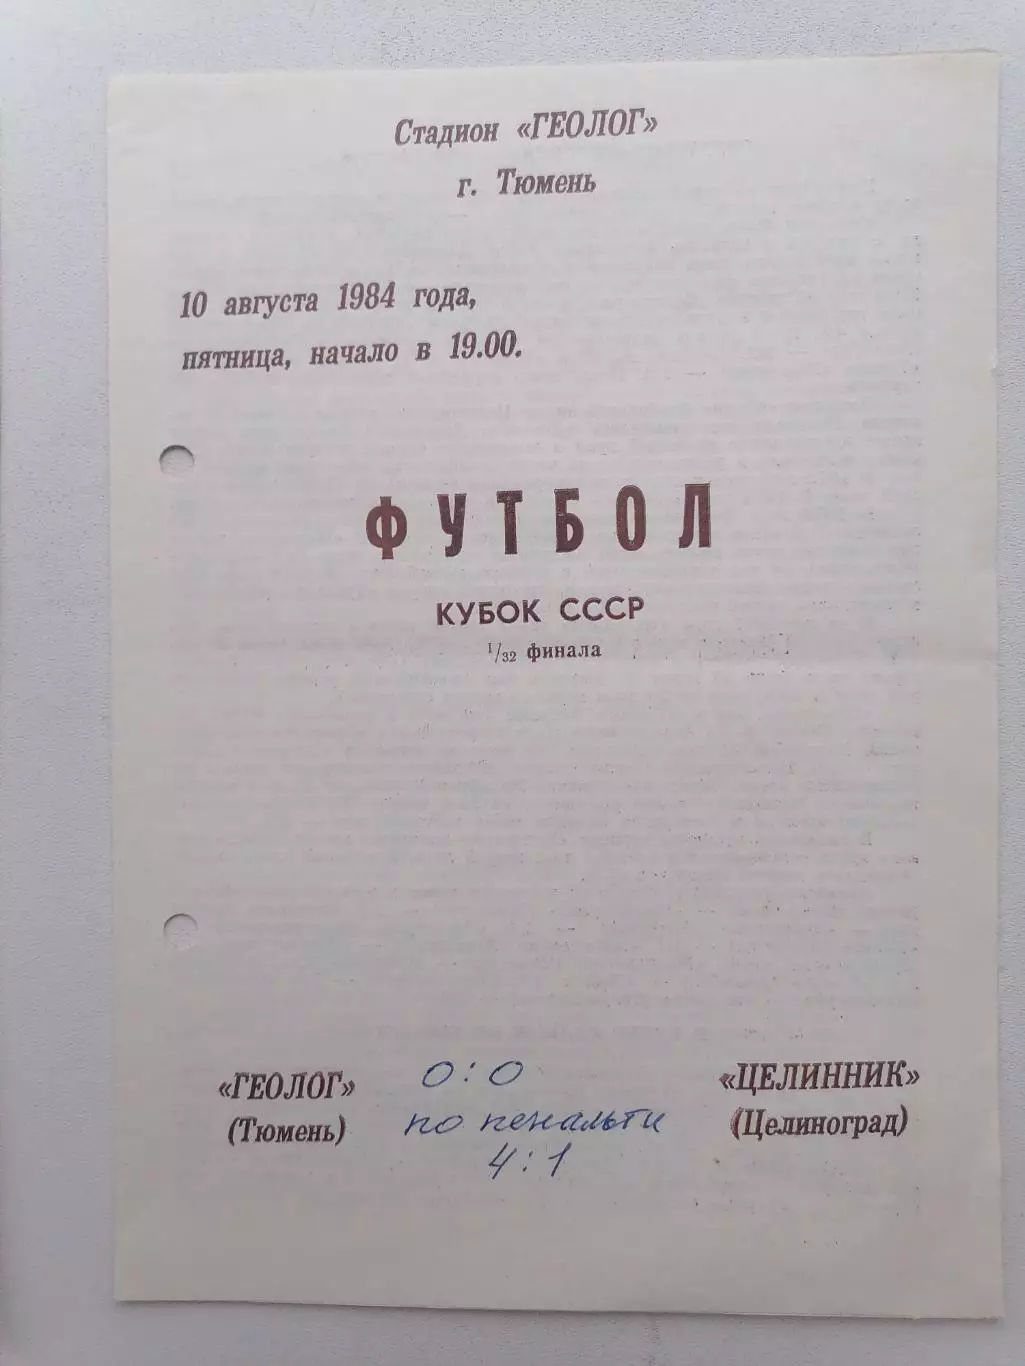 Стадион «ГЕОЛОГ»
г. Тюмень
10 августа 1984 года,
пятница, начало в 19.00.
ФУТБОЛ
КУБОК СССР
1/32 финала
«ГЕОЛОГ» 0:0 «ЦЕЛИННИК»
(Тюмень) по пенальти (Целиноград)
4:1